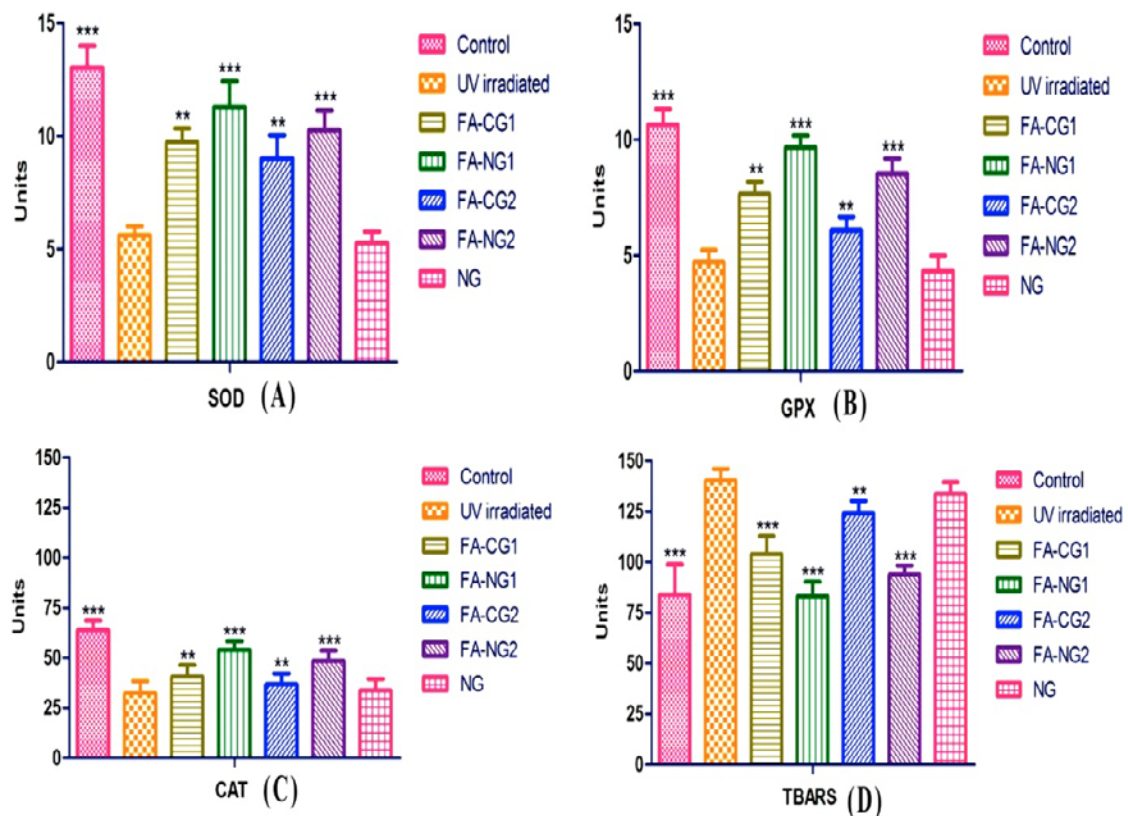 15
10
5
0
Units
***
**
***
**
***
SOD (A)
Control
UV irradiated
FA-CG1
FA-NG1
FA-CG2
FA-NG2
NG
15
10
5
0
Units
***
**
***
**
***
GPX (B)
Control
UV irradiated
FA-CG1
FA-NG1
FA-CG2
FA-NG2
NG
150
100
50
25
0
Units
***
**
***
**
***
CAT (C)
Control
UV irradiated
FA-CG1
FA-NG1
FA-CG2
FA-NG2
NG
150
125
100
75
50
25
0
Units
***
***
***
**
***
TBARS (D)
Control
UV irradiated
FA-CG1
FA-NG1
FA-CG2
FA-NG2
NG